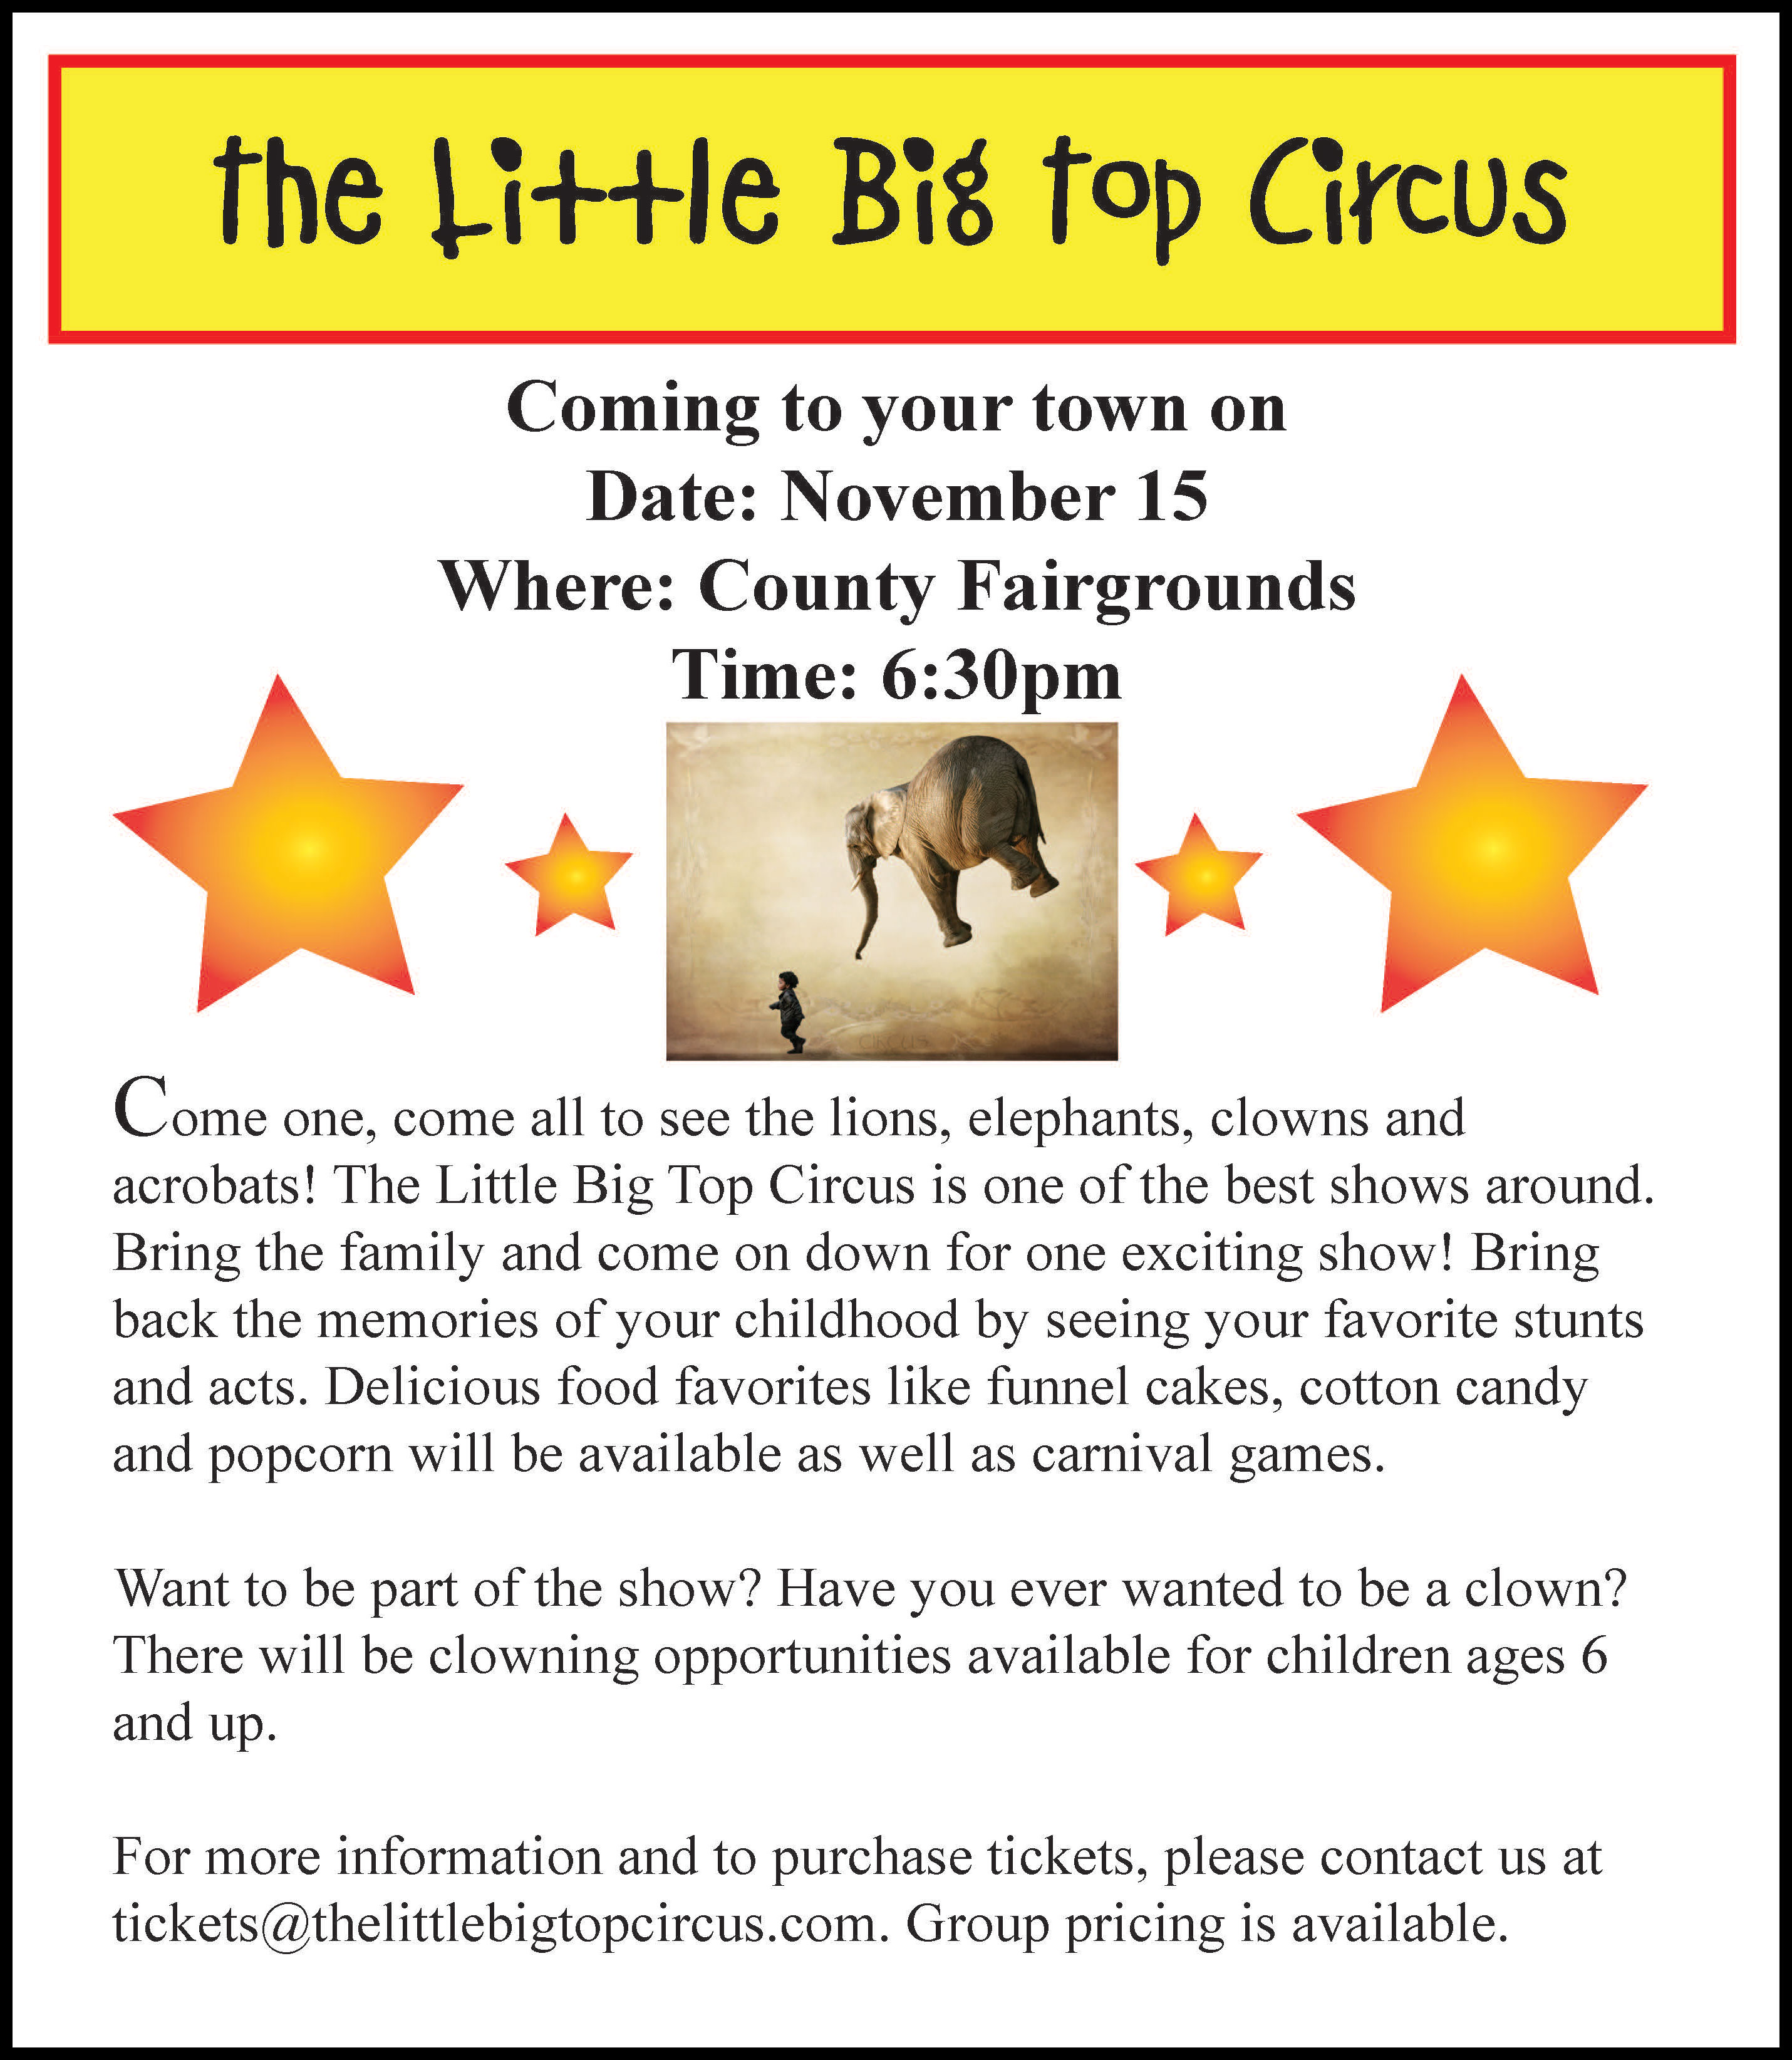 the Little Big top Circus
Coming to your town on
Date: November 15
Where: County Fairgrounds
Time: 6:30pm
CIRCUS
Come one, come all to see the lions, elephants, clowns and
acrobats! The Little Big Top Circus is one of the best shows around.
Bring the family and come on down for one exciting show! Bring
back the memories of your childhood by seeing your favorite stunts
and acts. Delicious food favorites like funnel cakes, cotton candy
and popcorn will be available as well as carnival games.
Want to be part of the show? Have you ever wanted to be a clown?
There will be clowning opportunities available for children ages 6
and up.
For more information and to purchase tickets, please contact us at
tickets@thelittlebigtopcircus.com. Group pricing is available.